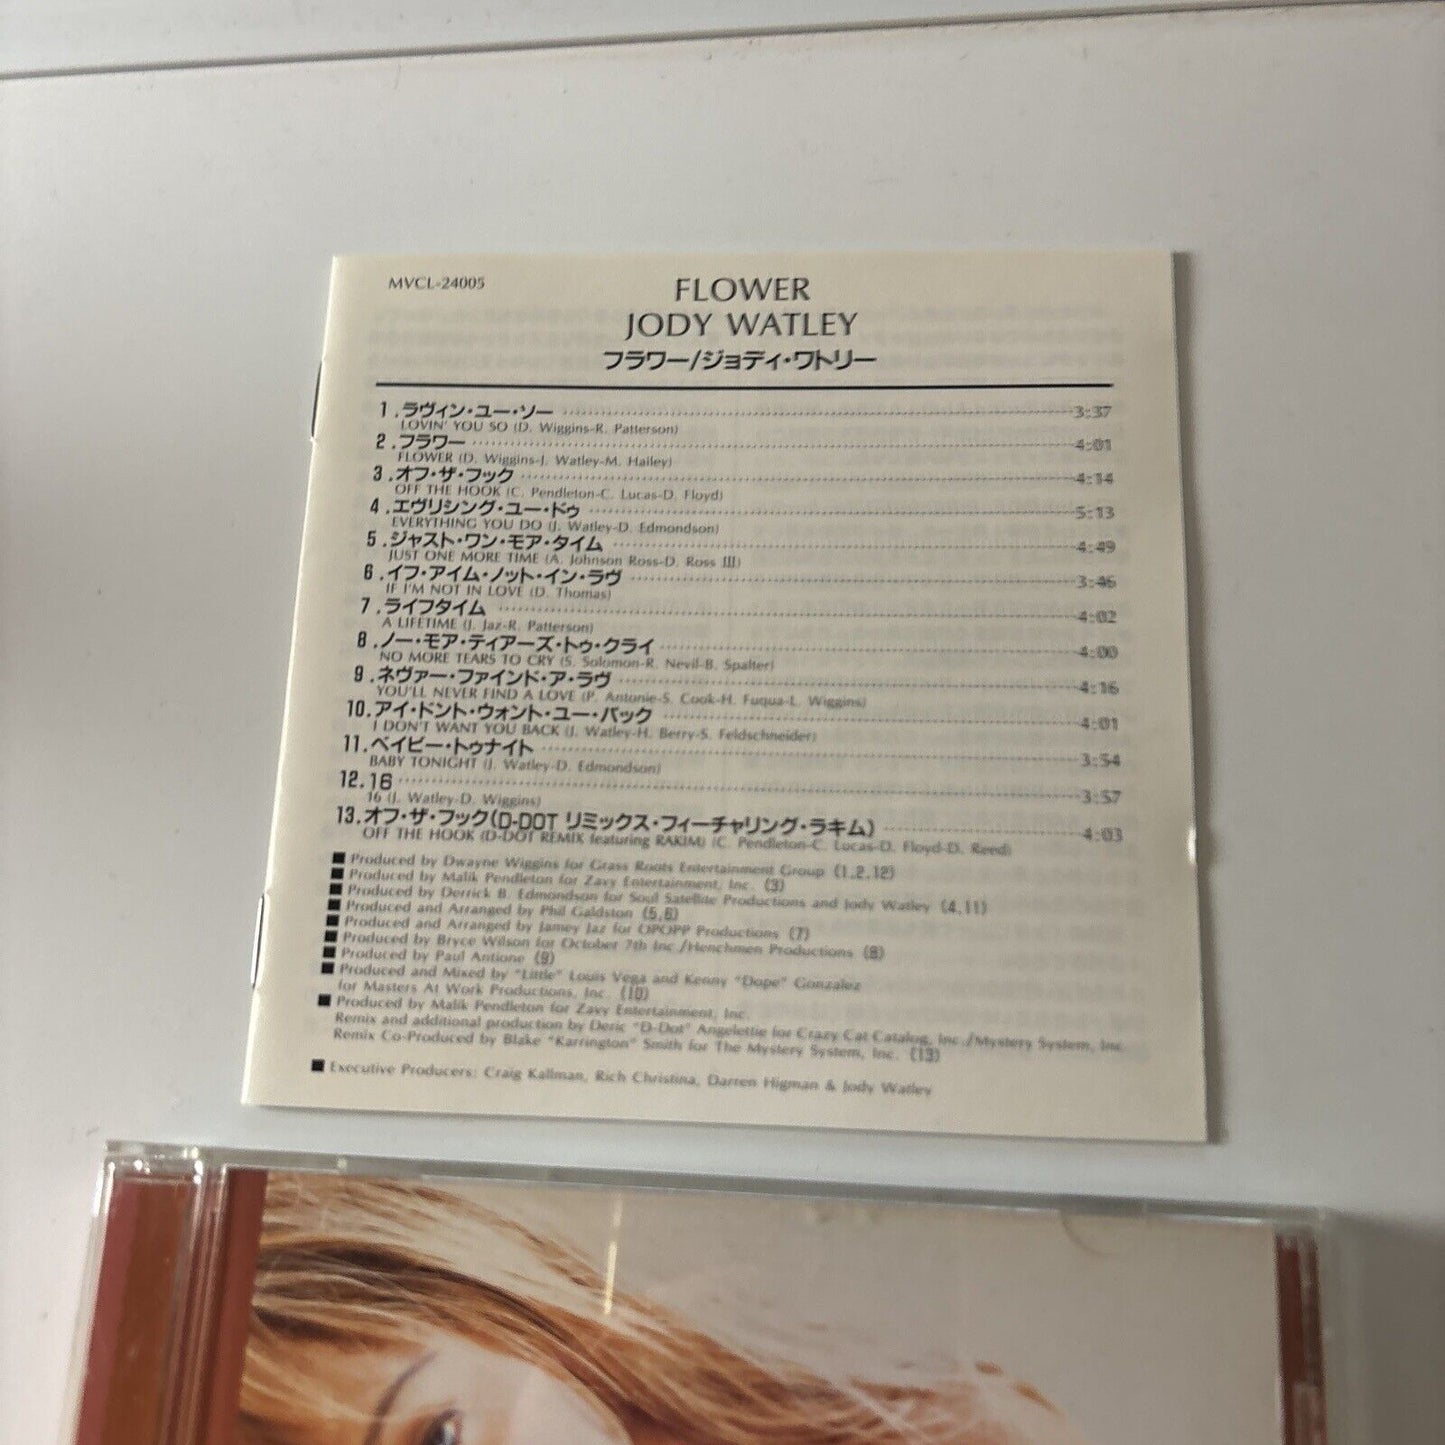 MVCL-24005
FLOWER
JODY WATLEY
フラワー/ジョディ・ワトリー
1.ラヴィン・ユー・ソー 3:37
LOVIN' YOU SO (D. Wiggins-R. Patterson)
2.フラワー 4:01
FLOWER (D. Wiggins-J. Watley-M. Hailey)
3.オフ・ザ・フック 4:14
OFF THE HOOK (C. Pendleton-C. Lucas-D. Floyd)
4.エヴリシング・ユー・ドゥ 5:13
EVERYTHING YOU DO (J. Watley-D. Edmondson)
5.ジャスト・ワン・モア・タイム 4:49
JUST ONE MORE TIME (A. Johnson Ross-D. Ross III)
6.イフ・アイム・ノット・イン・ラヴ 3:46
IF I'M NOT IN LOVE (D. Thomas)
7.ライフタイム 4:02
A LIFETIME (J. Jaz-R. Patterson)
8.ノー・モア・ティアーズ・トゥ・クライ 4:00
NO MORE TEARS TO CRY (S. Solomon-R. Nevil-B. Spalter)
9.ネヴァー・ファインド・ア・ラヴ 4:16
YOU'LL NEVER FIND A LOVE (P. Antonie-S. Cook-H. Fuqua-L. Wiggins)
10.アイ・ドント・ウォント・ユー・バック 4:01
I DON'T WANT YOU BACK (J. Watley-H. Berry-S. Feldschneider)
11.ベイビー・トゥナイト 3:54
BABY TONIGHT (J. Watley-D. Edmondson)
12.16 3:57
16 (J. Watley-D. Wiggins)
13.オフ・ザ・フック(D-DOT リミックス・フィーチャリング・ラキム) 4:03
OFF THE HOOK (D-DOT REMIX featuring RAKIM) (C. Pendleton-C. Lucas-D. Floyd-D. Reed)
■ Produced by Dwayne Wiggins for Grass Roots Entertainment Group (1,2,12)
■ Produced by Malik Pendleton for Zavy Entertainment, Inc. (3)
■ Produced by Derrick B. Edmondson for Soul Satellite Productions and Jody Watley (4,11)
■ Produced and Arranged by Phil Galdston (5,6)
■ Produced and Arranged by Jamey Jaz for OPOPP Productions (7)
■ Produced by Bryce Wilson for October 7th Inc./Henchmen Productions (8)
■ Produced by Paul Antione (9)
■ Produced and Mixed by "Little" Louis Vega and Kenny "Dope" Gonzalez
for Masters At Work Productions, Inc. (10)
■ Produced by Malik Pendleton for Zavy Entertainment, Inc.
Remix and additional production by Deric "D-Dot" Angelettie for Crazy Cat Catalog, Inc./Mystery System, Inc.
Remix Co-Produced by Blake "Karrington" Smith for The Mystery System, Inc. (13)
■ Executive Producers: Craig Kallman, Rich Christina, Darren Higman & Jody Watley